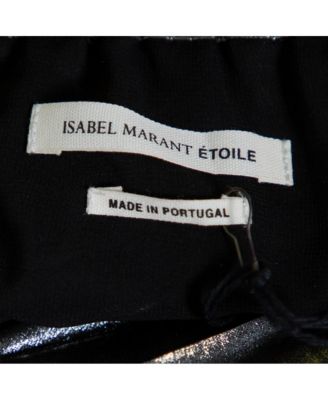 ISABEL MARANT ÉTOILE
MADE IN PORTUGAL